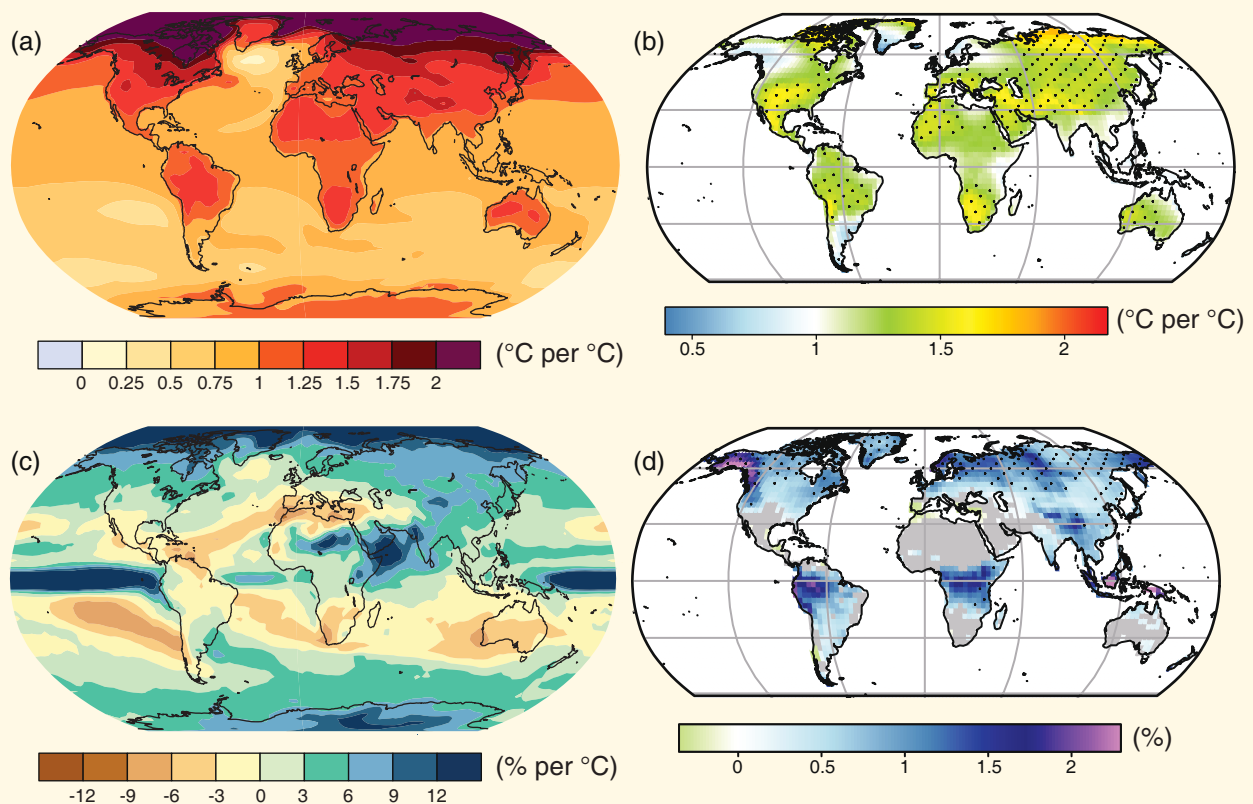 (a)
(b)
(°C per °C)
0 0.25 0.5 0.75 1 1.25 1.5 1.75 2
(°C per °C)
0.5 1 1.5 2
(c)
(d)
(% per °C)
-12 -9 -6 -3 0 3 6 9 12
(%)
0 0.5 1 1.5 2